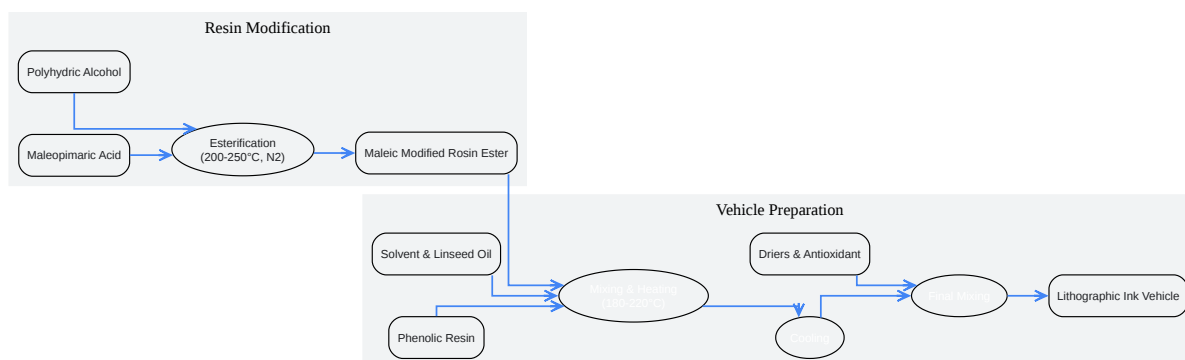 Resin Modification
Polyhydric Alcohol
Maleopimaric Acid
Esterification
(200-250°C, N2)
Maleic Modified Rosin Ester
Vehicle Preparation
Solvent & Linseed Oil
Phenolic Resin
Mixing & Heating
(180-220°C)
Driers & Antioxidant
Cooling
Final Mixing
Lithographic Ink Vehicle